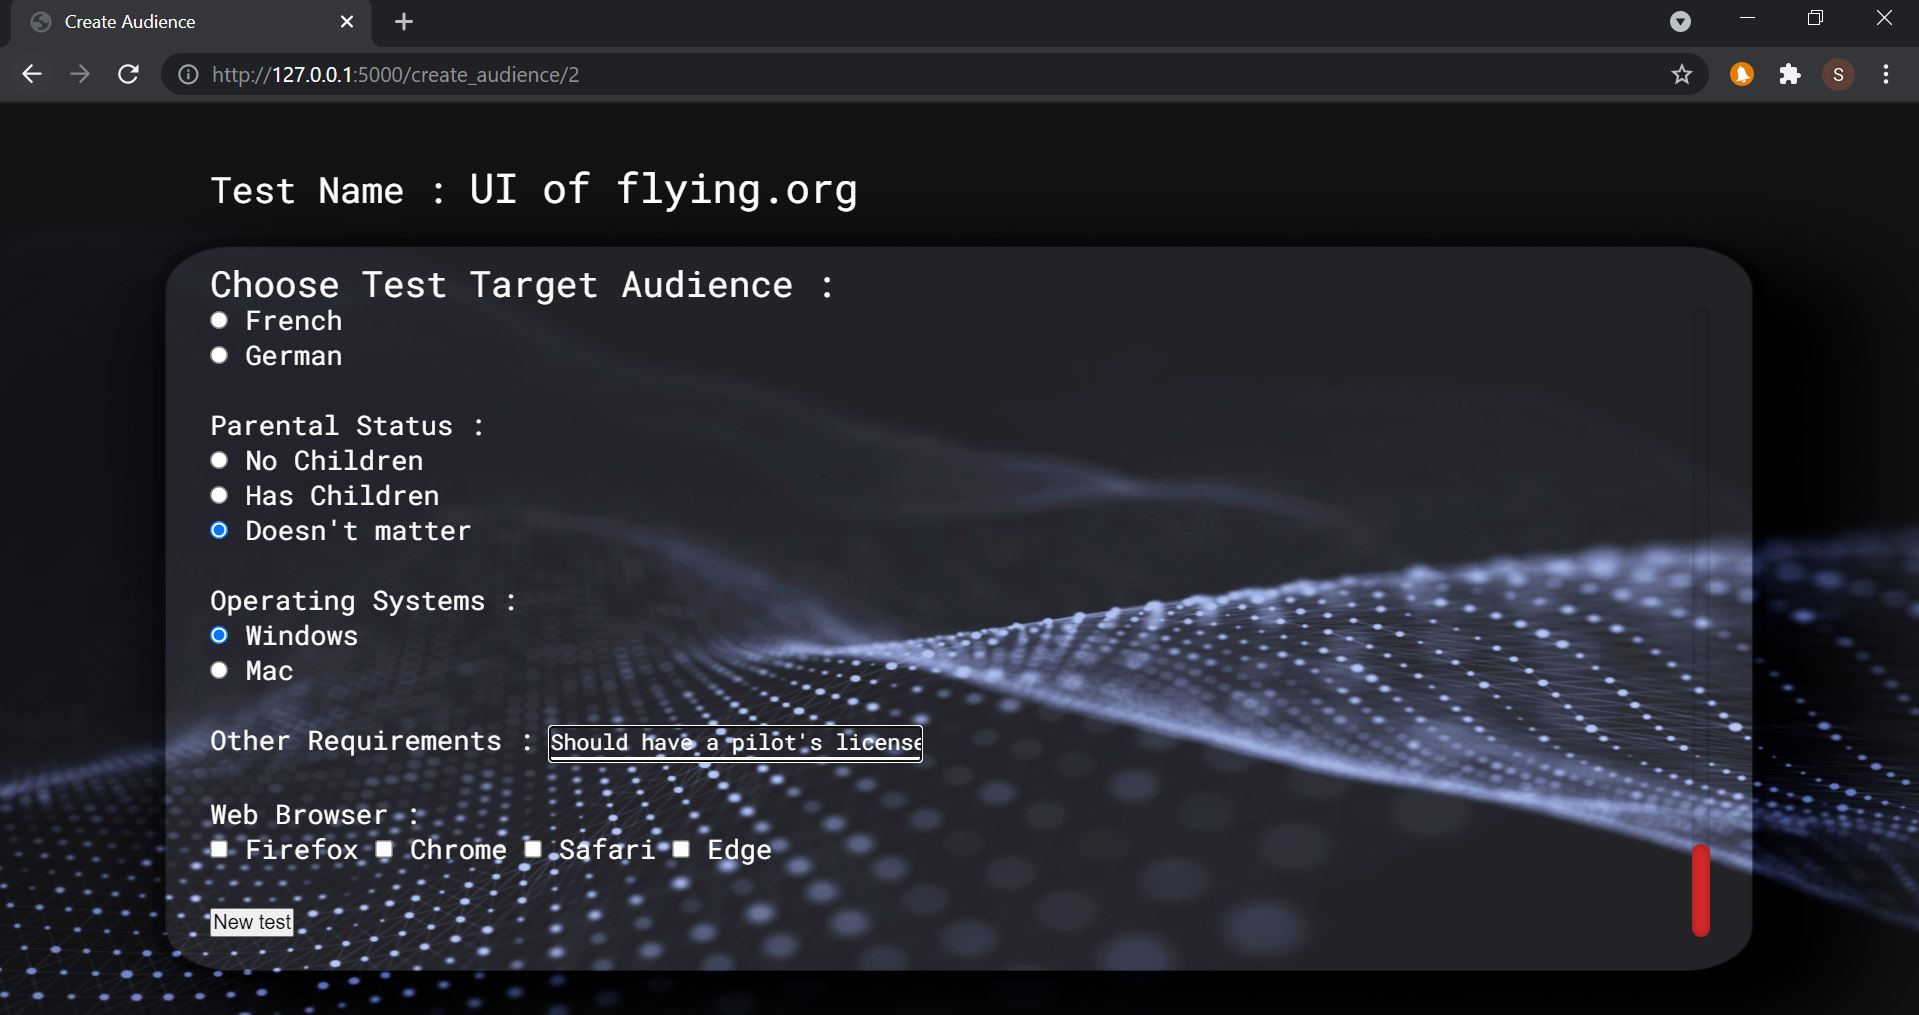 Create Audience
http://127.0.0.1:5000/create_audience/2
S
Test Name : UI of flying.org
Choose Test Target Audience :
French
German
Parental Status :
No Children
Has Children
Doesn't matter
Operating Systems :
Windows
Mac
Other Requirements : Should have a pilot's license
Web Browser :
Firefox Chrome Safari Edge
New test